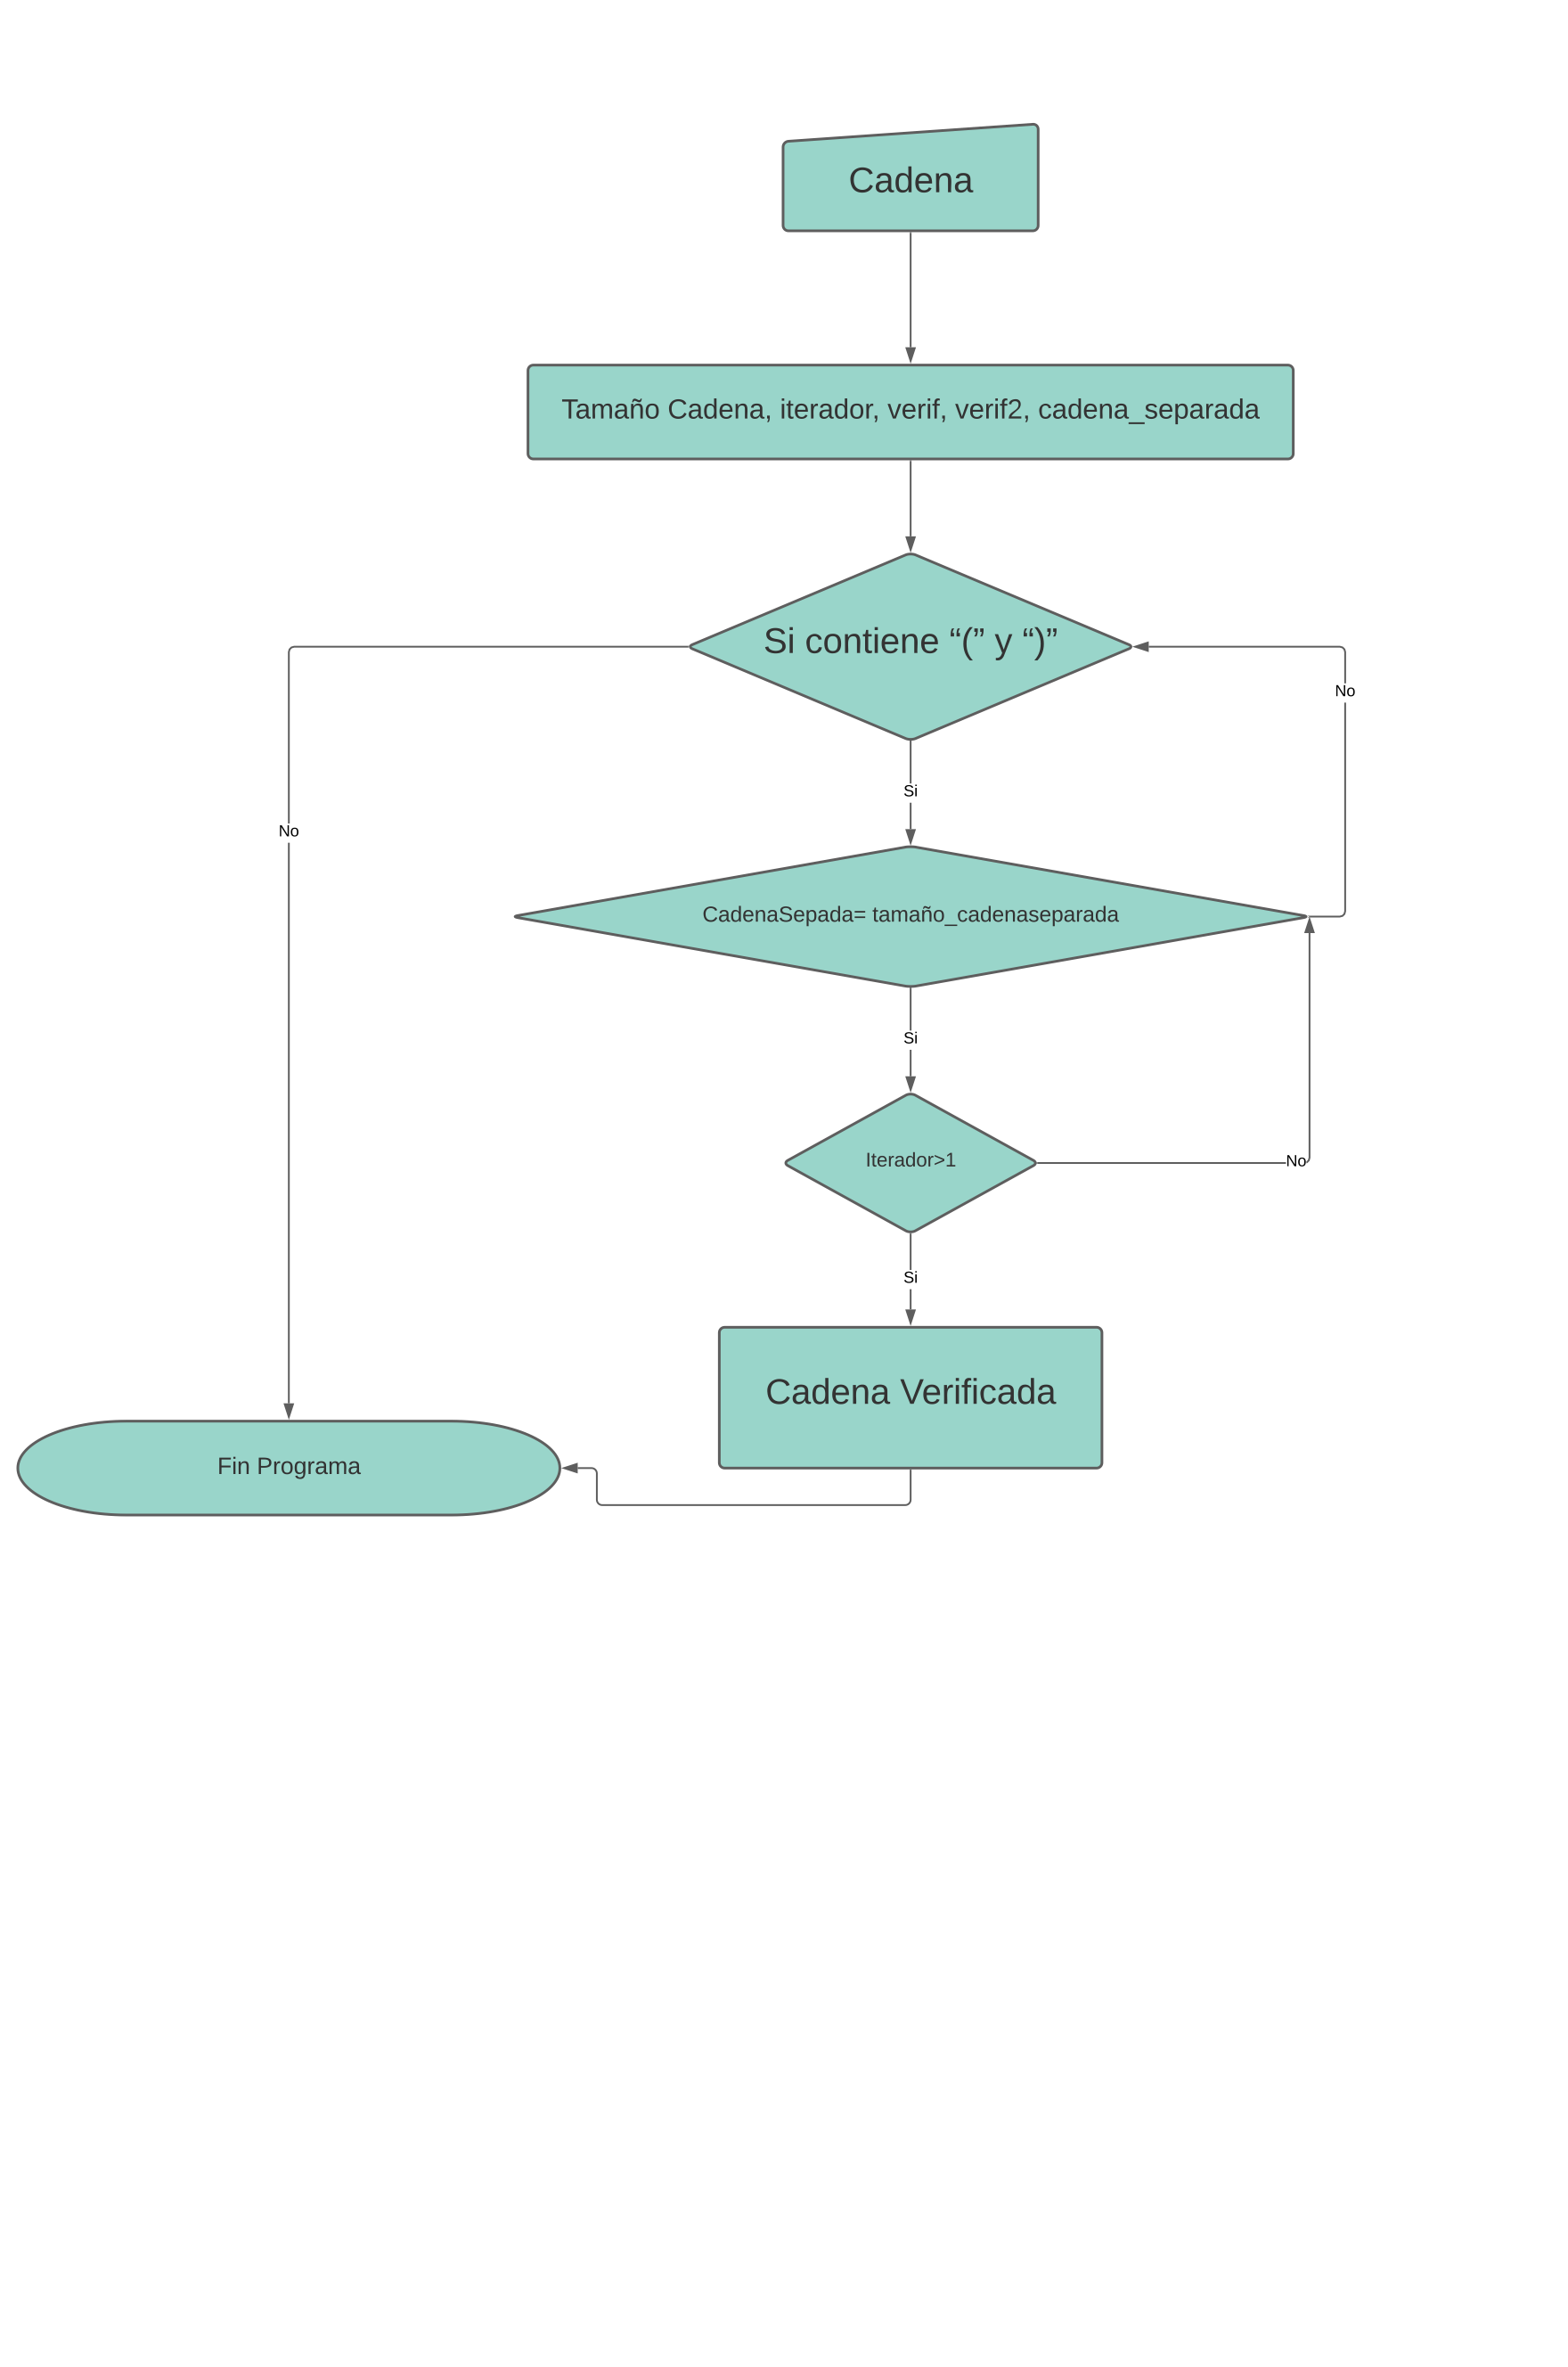 Cadena
Tamaño Cadena, iterador, verif, verif2, cadena_separada
Si contiene “(” y “)”
No
Si
No
CadenaSepada= tamaño_cadenaseparada
Si
Iterador>1
No
Si
Cadena Verificada
Fin Programa